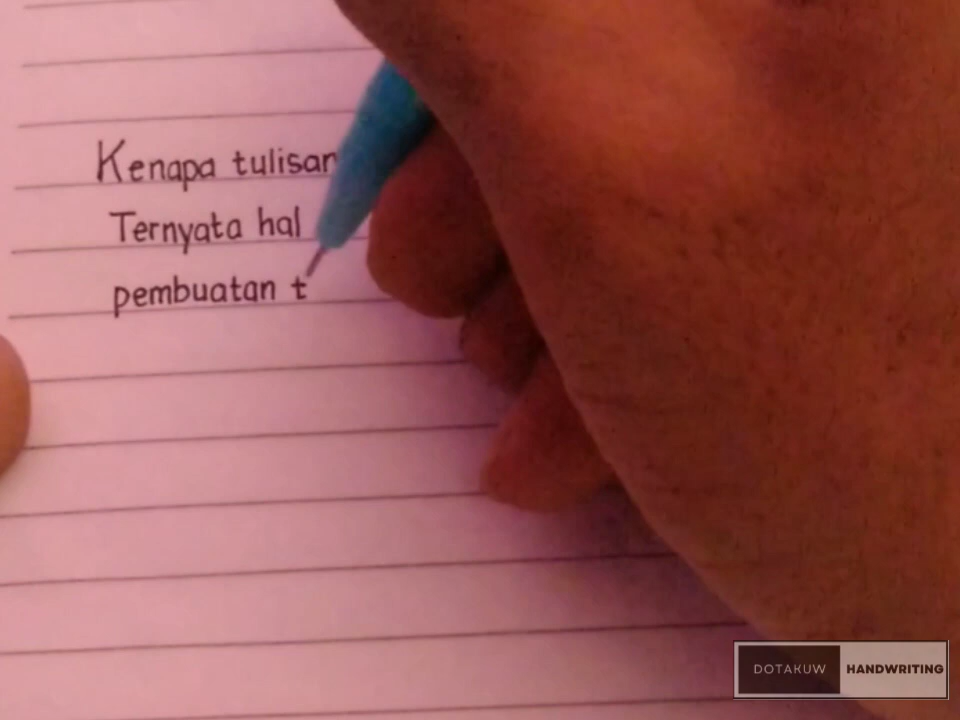 Kenapa tulisan
Ternyata hal
pembuatan t
DOTAKUW HANDWRITING